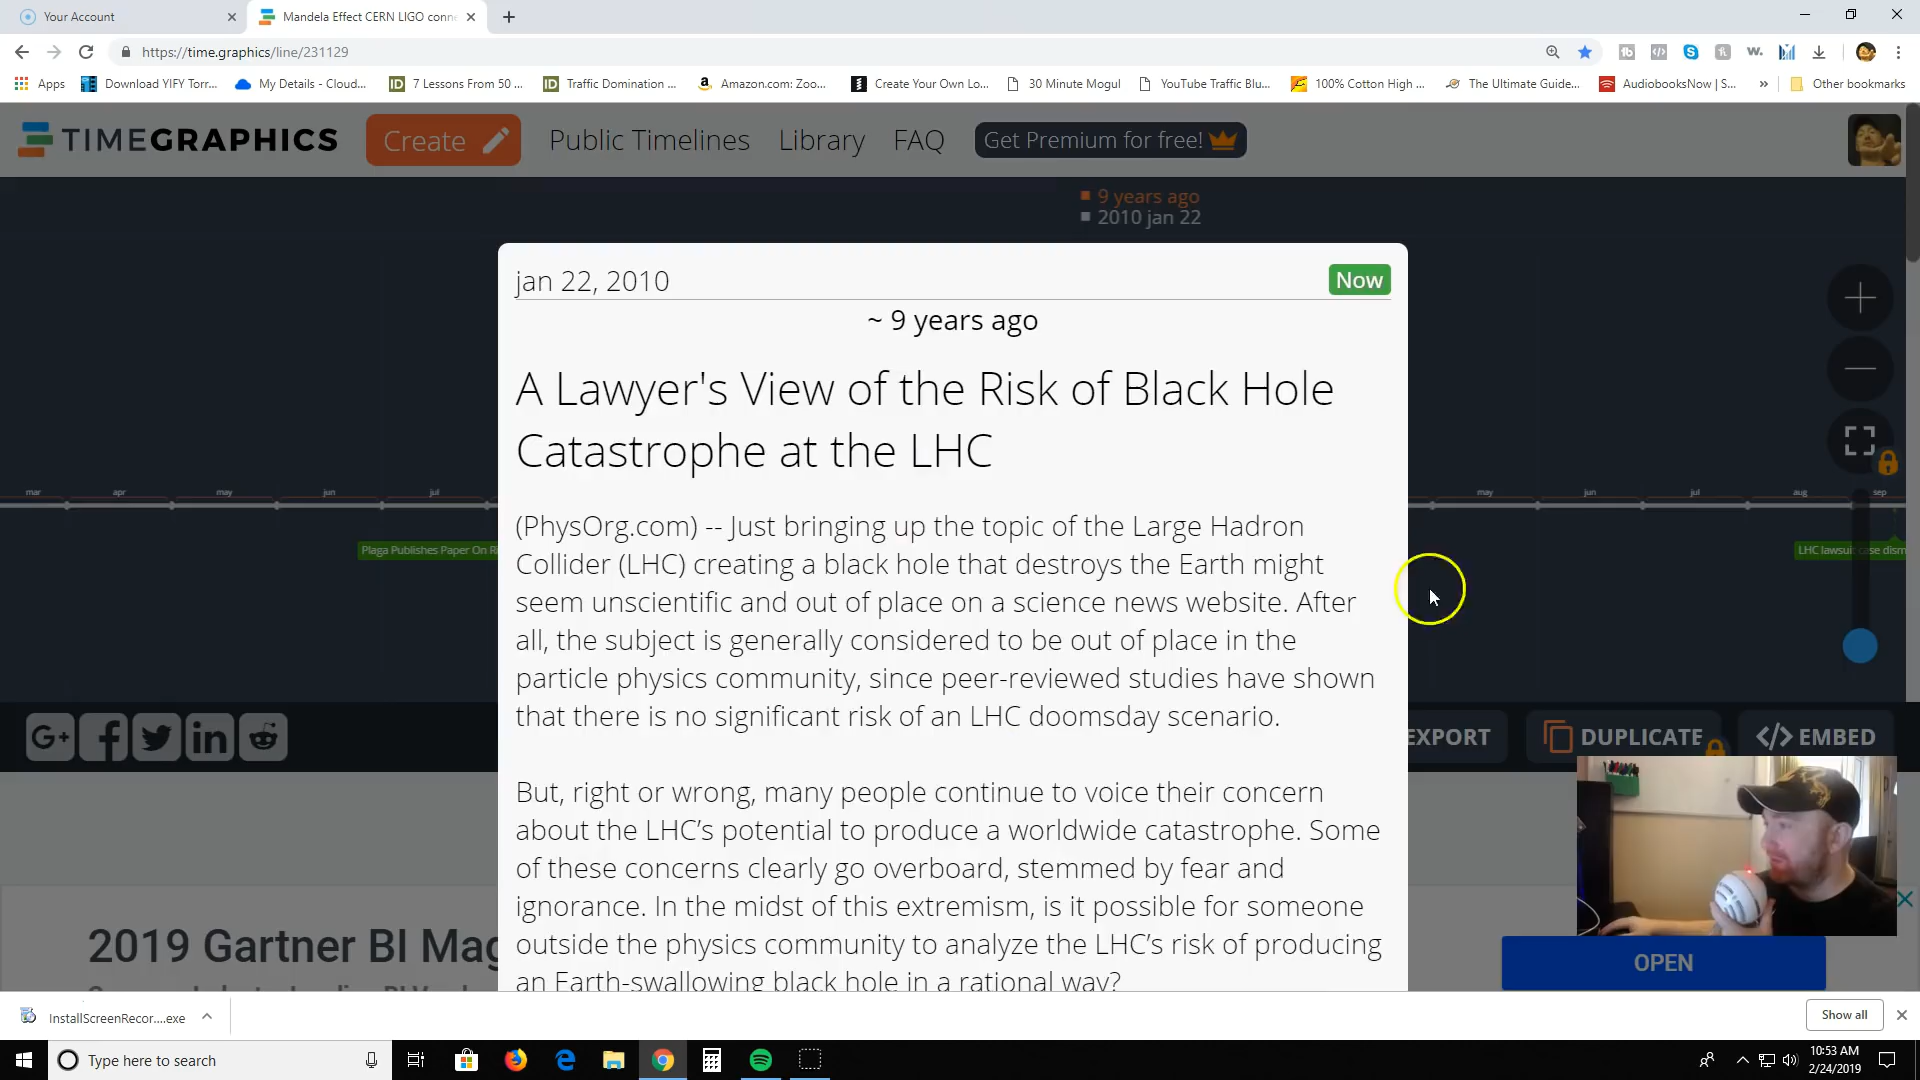 Your Account
Mandela Effect CERN LIGO conne
https://time.graphics/line/231129
Apps
Download YIFY Torr...
My Details - Cloud...
7 Lessons From 50 ...
Traffic Domination ...
Amazon.com: Zoo...
Create Your Own Lo...
30 Minute Mogul
YouTube Traffic Blu...
100% Cotton High ...
The Ultimate Guide...
AudiobooksNow | S...
Other bookmarks
TIMEGRAPHICS
Create
Public Timelines
Library
FAQ
Get Premium for free!
9 years ago
2010 jan 22
jan 22, 2010
Now
~ 9 years ago
A Lawyer's View of the Risk of Black Hole
Catastrophe at the LHC
mar apr may jun jul
may jun jul aug sep
(PhysOrg.com) -- Just bringing up the topic of the Large Hadron
Collider (LHC) creating a black hole that destroys the Earth might
seem unscientific and out of place on a science news website. After
all, the subject is generally considered to be out of place in the
particle physics community, since peer-reviewed studies have shown
that there is no significant risk of an LHC doomsday scenario.
Plaga Publishes Paper On Ri
LHC lawsuit case dism
G+ f in
EXPORT
DUPLICATE
</> EMBED
But, right or wrong, many people continue to voice their concern
about the LHC’s potential to produce a worldwide catastrophe. Some
of these concerns clearly go overboard, stemmed by fear and
ignorance. In the midst of this extremism, is it possible for someone
outside the physics community to analyze the LHC’s risk of producing
an Earth-swallowing black hole in a rational way?
2019 Gartner BI Mag
OPEN
InstallScreenRecor....exe
Show all
Type here to search
10:53 AM
2/24/2019